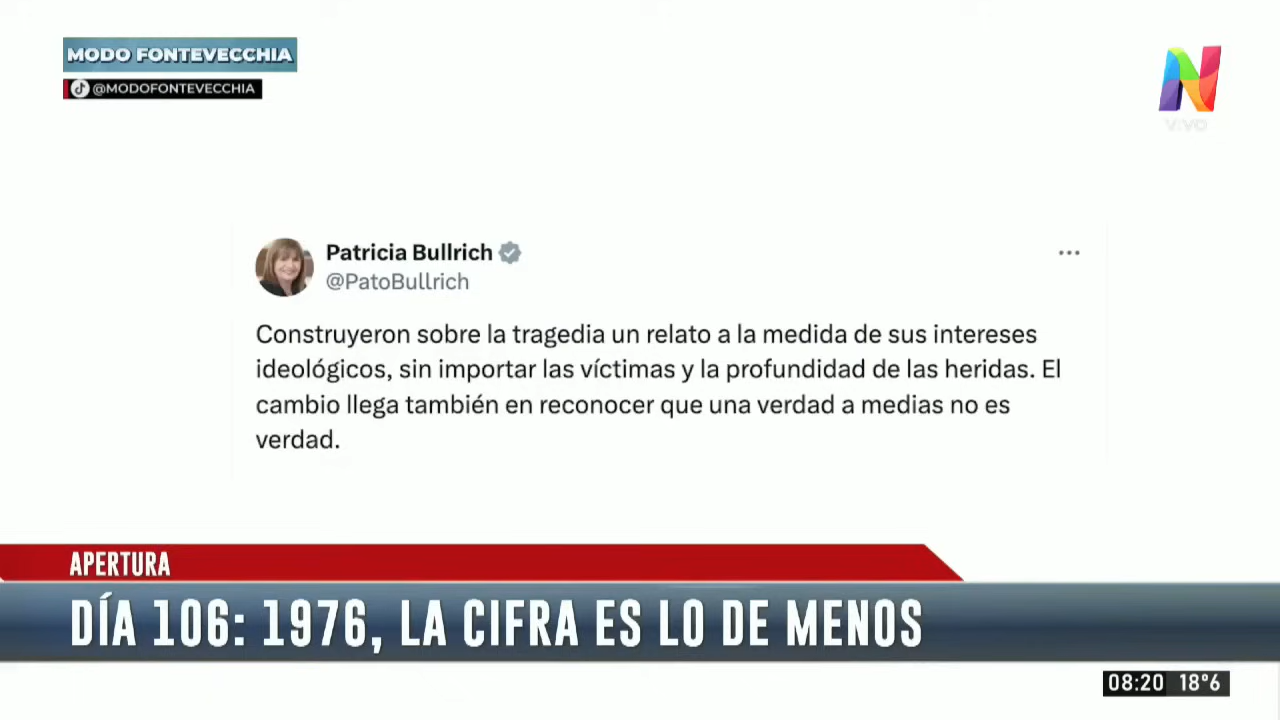 MODO FONTEVECCHIA
@MODOFONTEVECCHIA
N
VIVO
Patricia Bullrich
@PatoBullrich
Construyeron sobre la tragedia un relato a la medida de sus intereses
ideológicos, sin importar las víctimas y la profundidad de las heridas. El
cambio llega también en reconocer que una verdad a medias no es
verdad.
APERTURA
DÍA 106: 1976, LA CIFRA ES LO DE MENOS
08:20 18°6